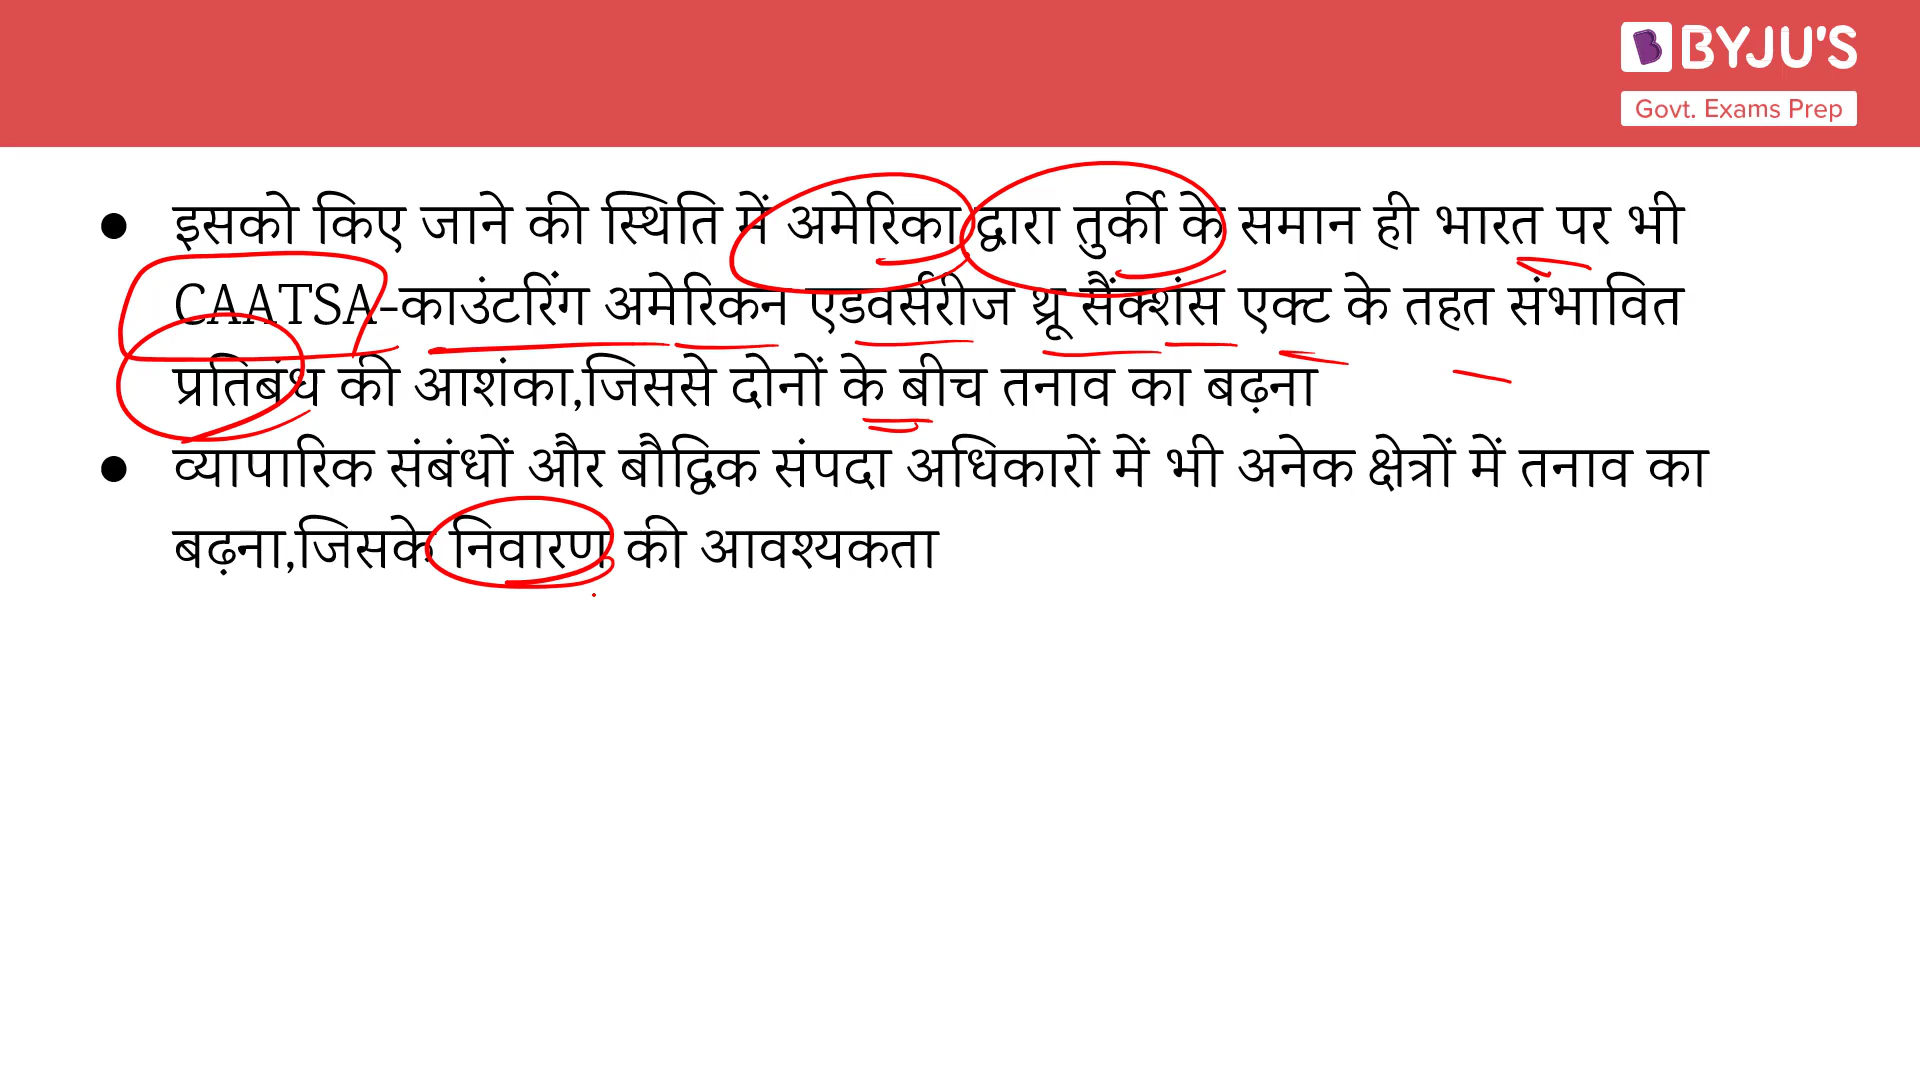 BYJU'S
Govt. Exams Prep
● इसको किए जाने की स्थिति में अमेरिका द्वारा तुर्की के समान ही भारत पर भी
CAATSA-काउंटरिंग अमेरिकन एडवर्सरीज थ्रू सैंक्शंस एक्ट के तहत संभावित
प्रतिबंध की आशंका,जिससे दोनों के बीच तनाव का बढ़ना
● व्यापारिक संबंधों और बौद्विक संपदा अधिकारों में भी अनेक क्षेत्रों में तनाव का
बढ़ना,जिसके निवारण की आवश्यकता